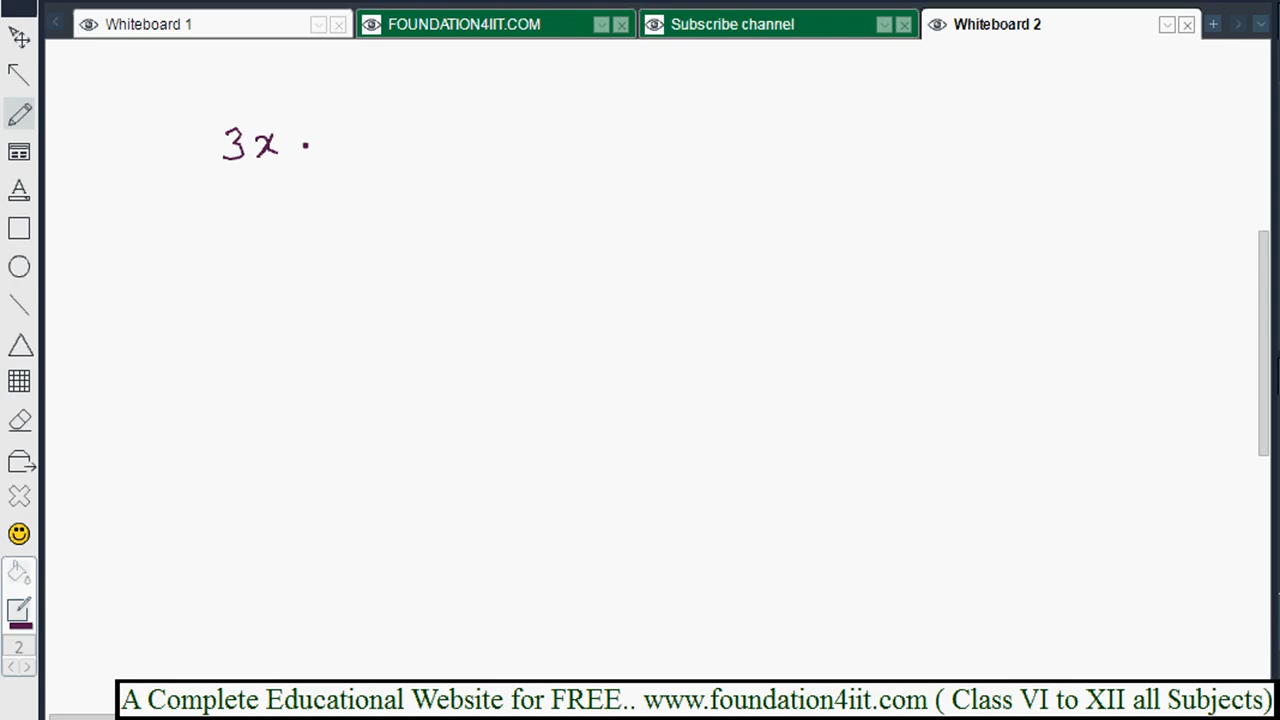 Whiteboard 1 FOUNDATION4IIT.COM Subscribe channel Whiteboard 2
3x .
A
2
A Complete Educational Website for FREE.. www.foundation4iit.com ( Class VI to XII all Subjects)